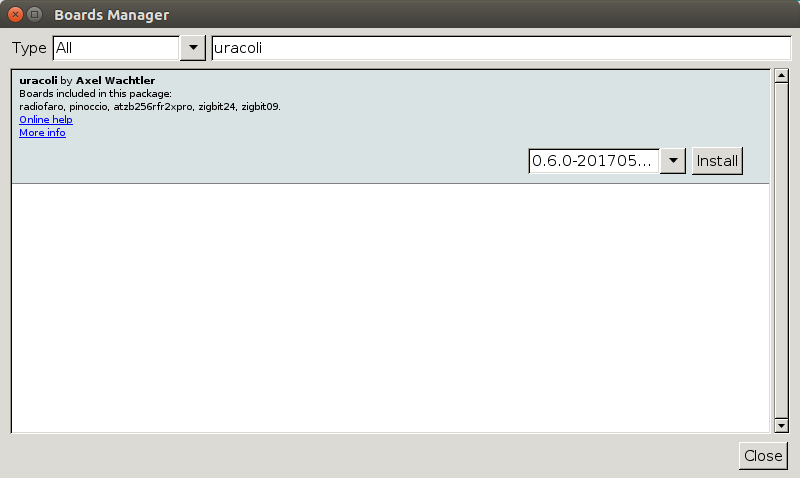 Boards Manager
Type All uracoli
uracoli by Axel Wachtler
Boards included in this package:
radiofaro, pinoccio, atzb256rfr2xpro, zigbit24, zigbit09.
Online help
More info
0.6.0-201705... Install
Close